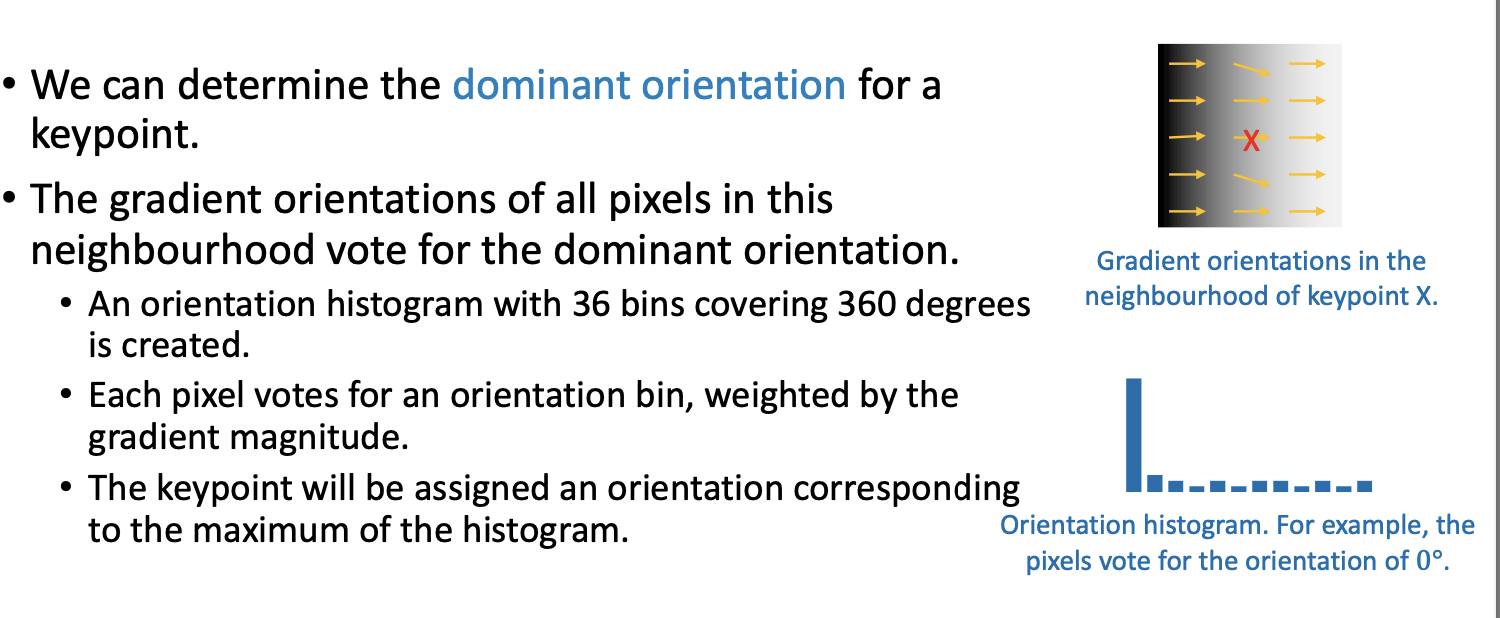 • We can determine the dominant orientation for a
keypoint.
• The gradient orientations of all pixels in this
neighbourhood vote for the dominant orientation.
• An orientation histogram with 36 bins covering 360 degrees
is created.
• Each pixel votes for an orientation bin, weighted by the
gradient magnitude.
• The keypoint will be assigned an orientation corresponding
to the maximum of the histogram.
X
Gradient orientations in the
neighbourhood of keypoint X.
Orientation histogram. For example, the
pixels vote for the orientation of 0°.